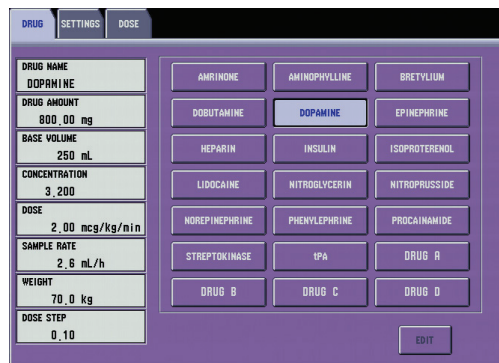 DRUG SETTINGS DOSE
DRUG NAME
DOPAMINE
DRUG AMOUNT
800.00 mg
BASE VOLUME
250 mL
CONCENTRATION
3.200
DOSE
2.00 mcg/kg/min
SAMPLE RATE
2.6 mL/h
WEIGHT
70.0 kg
DOSE STEP
0.10
AMRINONE AMINOPHYLLINE BRETYLIUM
DOBUTAMINE DOPAMINE EPINEPHRINE
HEPARIN INSULIN ISOPROTERENOL
LIDOCAINE NITROGLYCERIN NITROPRUSSIDE
NOREPINEPHRINE PHENYLEPHRINE PROCAINAMIDE
STREPTOKINASE tPA DRUG A
DRUG B DRUG C DRUG D
EDIT